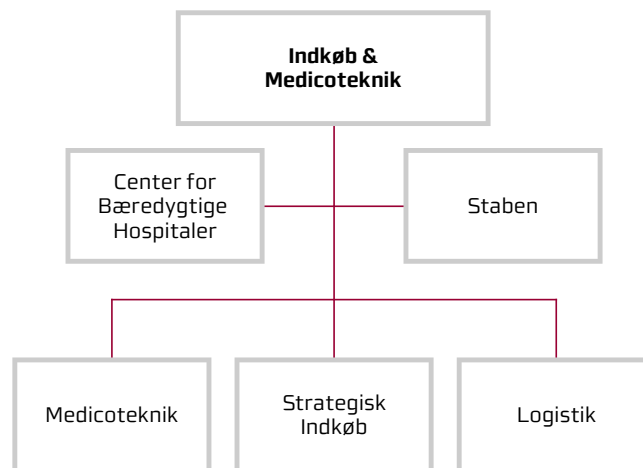 Indkøb &
Medicoteknik
Center for
Bæredygtige
Hospitaler
Staben
Medicoteknik
Strategisk
Indkøb
Logistik